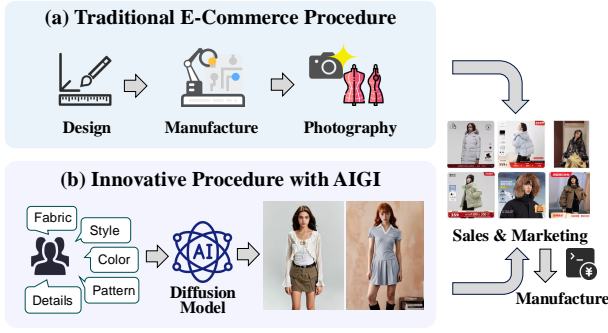 (a) Traditional E-Commerce Procedure
Design
Manufacture
Photography
(b) Innovative Procedure with AIGI
Fabric
Style
Color
Pattern
Details
AI
Diffusion
Model
Sales & Marketing
Manufacture
¥